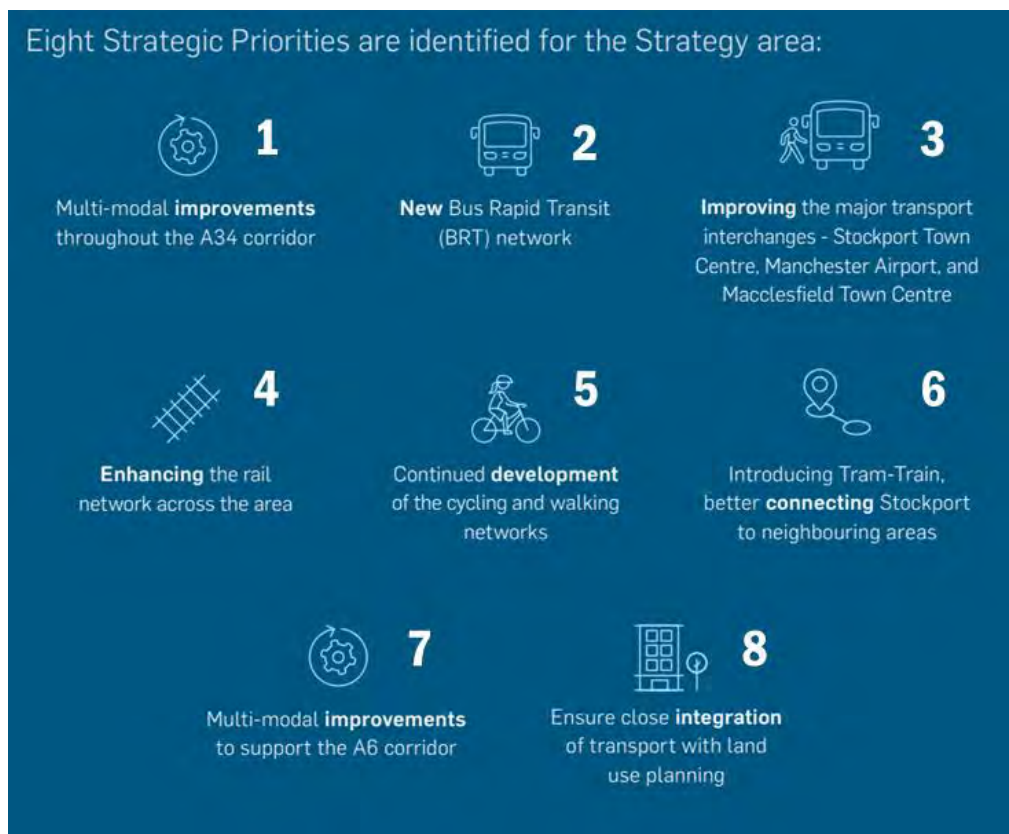 Eight Strategic Priorities are identified for the Strategy area:
1
Multi-modal improvements
throughout the A34 corridor
2
New Bus Rapid Transit
(BRT) network
3
Improving the major transport
interchanges - Stockport Town
Centre, Manchester Airport, and
Macclesfield Town Centre
4
Enhancing the rail
network across the area
5
Continued development
of the cycling and walking
networks
6
Introducing Tram-Train,
better connecting Stockport
to neighbouring areas
7
Multi-modal improvements
to support the A6 corridor
8
Ensure close integration
of transport with land
use planning